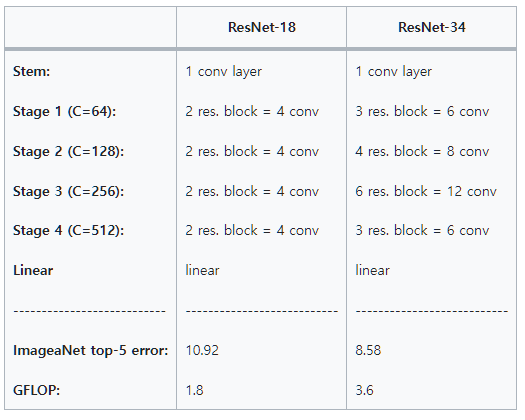 ResNet-18 ResNet-34
Stem: 1 conv layer 1 conv layer
Stage 1 (C=64): 2 res. block = 4 conv 3 res. block = 6 conv
Stage 2 (C=128): 2 res. block = 4 conv 4 res. block = 8 conv
Stage 3 (C=256): 2 res. block = 4 conv 6 res. block = 12 conv
Stage 4 (C=512): 2 res. block = 4 conv 3 res. block = 6 conv
Linear linear linear
-------------------------- -------------------------- --------------------------
ImageaNet top-5 error: 10.92 8.58
GFLOP: 1.8 3.6